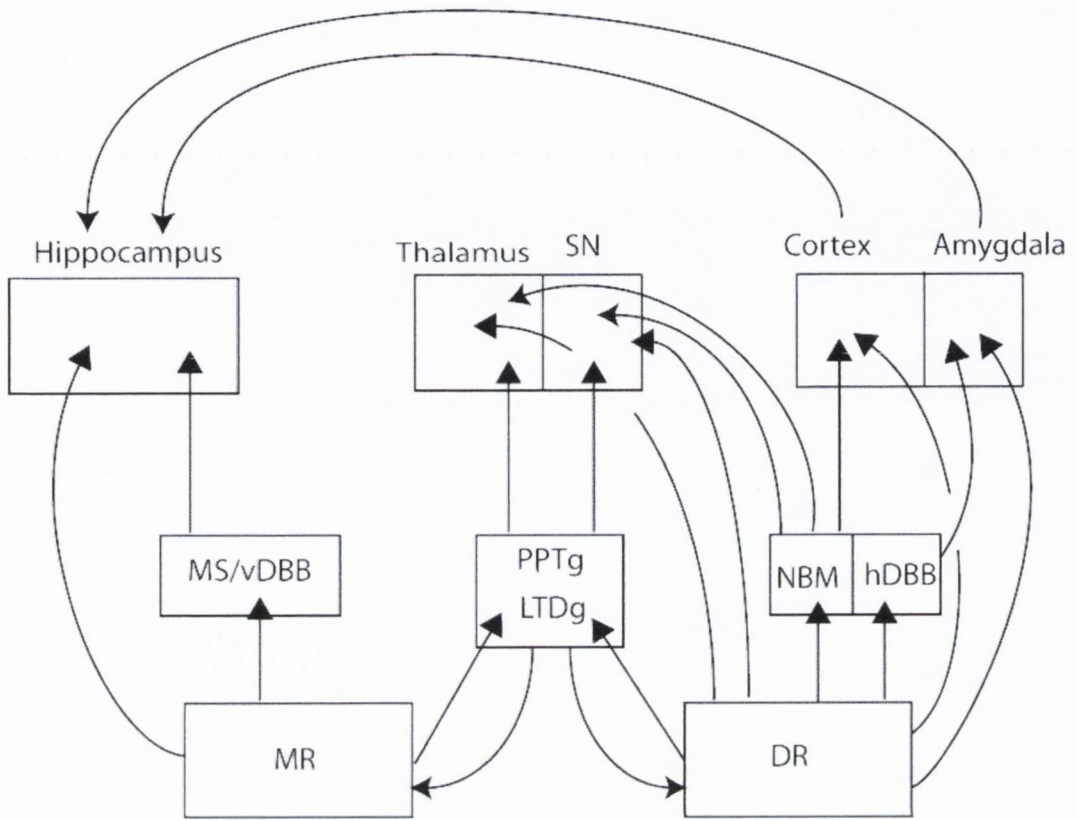 Hippocampus
Thalamus
SN
Cortex
Amygdala
MS/vDBB
PPTg
LTDg
NBM
hDBB
MR
DR